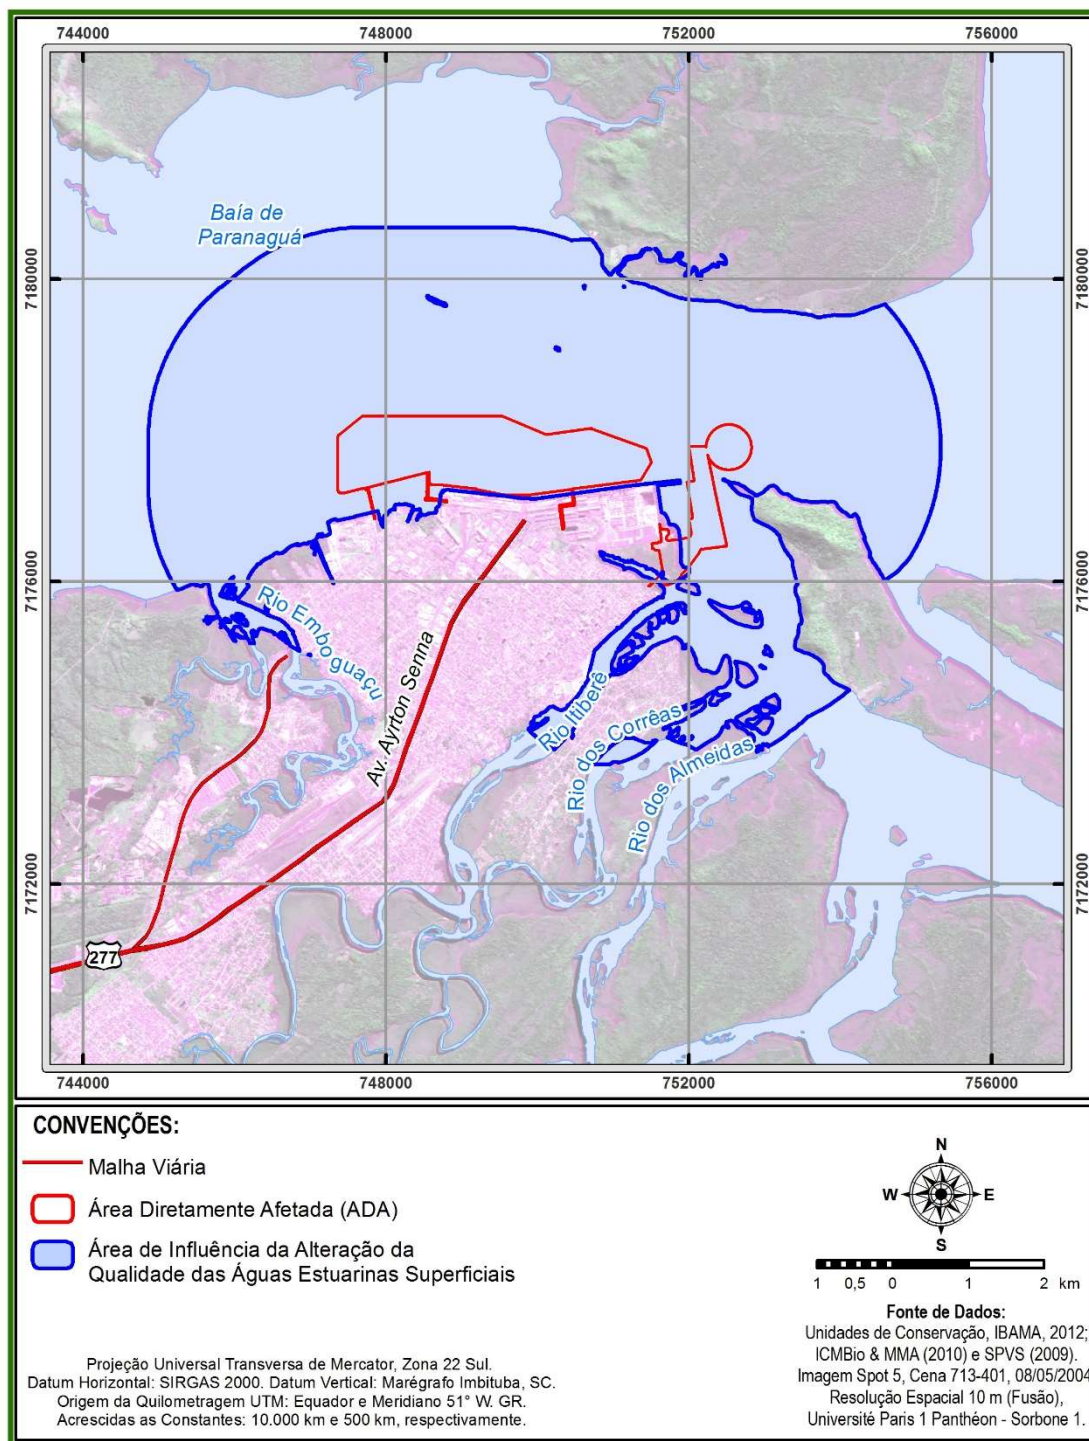 744000
748000
752000
756000
Baía de
Paranaguá
7180000
7180000
7176000
7176000
Rio Emboguaçu
Av. Ayrton Senna
Rio Itiberê
Rio dos Corrêas
Rio dos Almeidas
7172000
7172000
277
744000
748000
752000
756000
CONVENÇÕES:
Malha Viária
Área Diretamente Afetada (ADA)
Área de Influência da Alteração da
Qualidade das Águas Estuarinas Superficiais
N
W
E
S
1 0,5 0 1 2 km
Fonte de Dados:
Unidades de Conservação, IBAMA, 2012;
ICMBio & MMA (2010) e SPVS (2009).
Imagem Spot 5, Cena 713-401, 08/05/2004
Resolução Espacial 10 m (Fusão),
Université Paris 1 Panthéon - Sorbone 1.
Projeção Universal Transversa de Mercator, Zona 22 Sul.
Datum Horizontal: SIRGAS 2000. Datum Vertical: Marégrafo Imbituba, SC.
Origem da Quilometragem UTM: Equador e Meridiano 51° W. GR.
Acrescidas as Constantes: 10.000 km e 500 km, respectivamente.